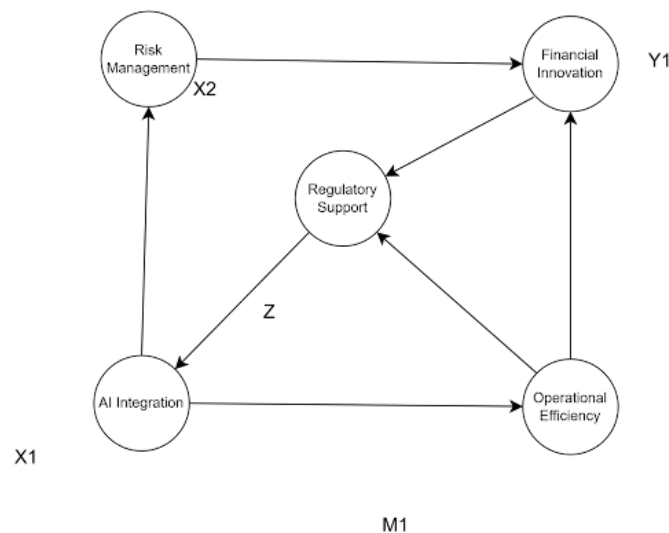 Risk
Management
X2
Financial
Innovation
Y1
Regulatory
Support
Z
AI Integration
Operational
Efficiency
X1
M1